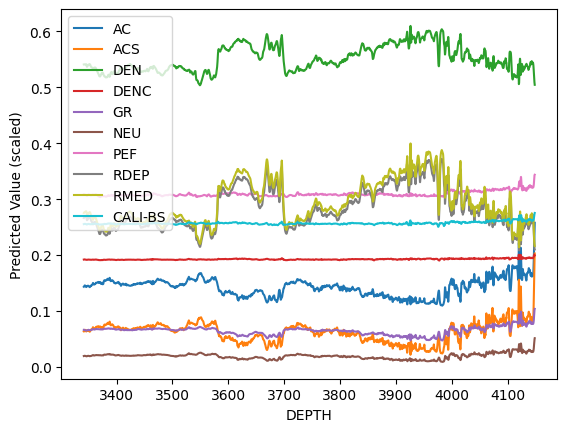 0.6
0.5
0.4
0.3
0.2
0.1
0.0
Predicted Value (scaled)
AC
ACS
DEN
DENC
GR
NEU
PEF
RDEP
RMED
CALI-BS
3400 3500 3600 3700 3800 3900 4000 4100
DEPTH